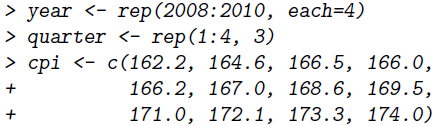 > year <- rep(2008:2010, each=4)
> quarter <- rep(1:4, 3)
> cpi <- c(162.2, 164.6, 166.5, 166.0,
+          166.2, 167.0, 168.6, 169.5,
+          171.0, 172.1, 173.3, 174.0)